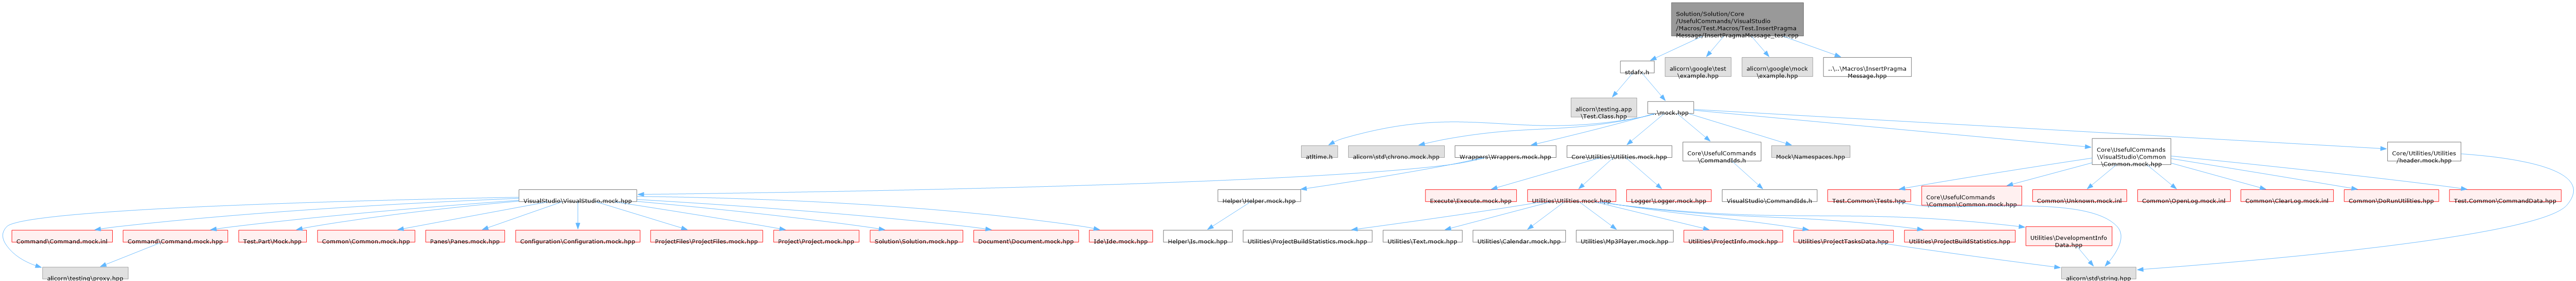 Solution/Solution/Core
/UsefulCommands/VisualStudio
/Macros/Test.Macros/Test.InsertPragma
Message/InsertPragmaMessage_test.cpp
stdafx.h
alicorn\google\test
\example.hpp
alicorn\google\mock
\example.hpp
..\..\Macros\InsertPragma
Message.hpp
alicorn\testing.app
\Test.Class.hpp
..\mock.hpp
atltime.h
alicorn\std\chrono.mock.hpp
Wrappers\Wrappers.mock.hpp
Core\Utilities\Utilities.mock.hpp
Core\UsefulCommands
\CommandIds.h
Mock\Namespaces.hpp
Core\UsefulCommands
\VisualStudio\Common
\Common.mock.hpp
Core/Utilities/Utilities
/header.mock.hpp
VisualStudio\VisualStudio.mock.hpp
Helper\Helper.mock.hpp
Execute\Execute.mock.hpp
Utilities\Utilities.mock.hpp
Logger\Logger.mock.hpp
VisualStudio\CommandIds.h
Test.Common\Tests.hpp
Core\UsefulCommands
\Common\Common.mock.hpp
Common\Unknown.mock.inl
Common\OpenLog.mock.inl
Common\ClearLog.mock.inl
Common\DoRunUtilities.hpp
Test.Common\CommandData.hpp
Command\Command.mock.inl
Command\Command.mock.hpp
Test.Part\Mock.hpp
Common\Common.mock.hpp
Panes\Panes.mock.hpp
Configuration\Configuration.mock.hpp
ProjectFiles\ProjectFiles.mock.hpp
Project\Project.mock.hpp
Solution\Solution.mock.hpp
Document\Document.mock.hpp
Ide\Ide.mock.hpp
Helper\Is.mock.hpp
Utilities\ProjectBuildStatistics.mock.hpp
Utilities\Text.mock.hpp
Utilities\Calendar.mock.hpp
Utilities\Mp3Player.mock.hpp
Utilities\ProjectInfo.mock.hpp
Utilities\ProjectTasksData.hpp
Utilities\ProjectBuildStatistics.hpp
Utilities\DevelopmentInfo
Data.hpp
alicorn\testing\proxy.hpp
alicorn\std\string.hpp